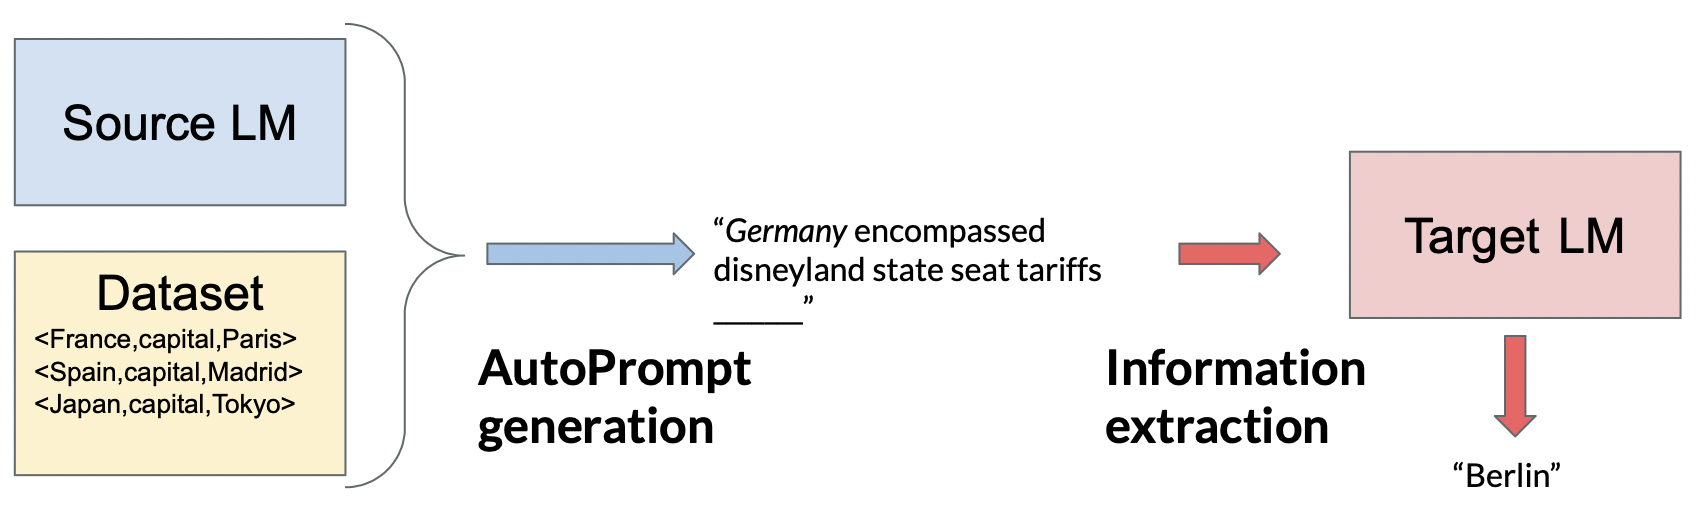 Source LM
Dataset
<France,capital,Paris>
<Spain,capital,Madrid>
<Japan,capital,Tokyo>
“Germany encompassed
disneyland state seat tariffs
______”
AutoPrompt
generation
Information
extraction
Target LM
“Berlin”